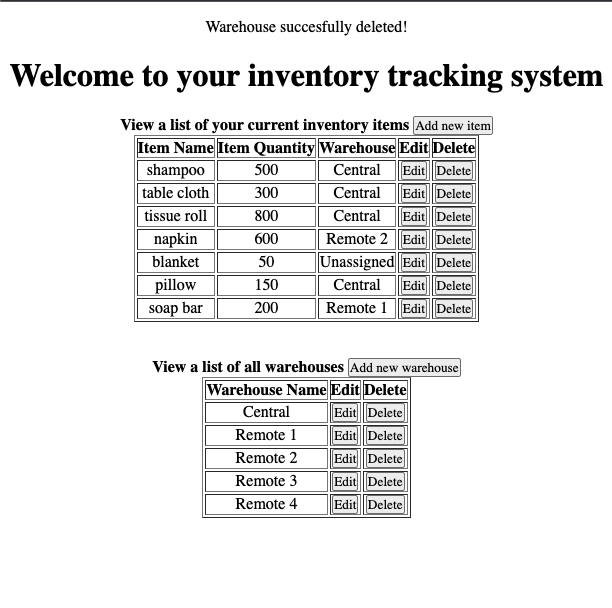 Warehouse succesfully deleted!
Welcome to your inventory tracking system
View a list of your current inventory items Add new item
Item Name Item Quantity Warehouse Edit Delete
shampoo 500 Central Edit Delete
table cloth 300 Central Edit Delete
tissue roll 800 Central Edit Delete
napkin 600 Remote 2 Edit Delete
blanket 50 Unassigned Edit Delete
pillow 150 Central Edit Delete
soap bar 200 Remote 1 Edit Delete
View a list of all warehouses Add new warehouse
Warehouse Name Edit Delete
Central Edit Delete
Remote 1 Edit Delete
Remote 2 Edit Delete
Remote 3 Edit Delete
Remote 4 Edit Delete